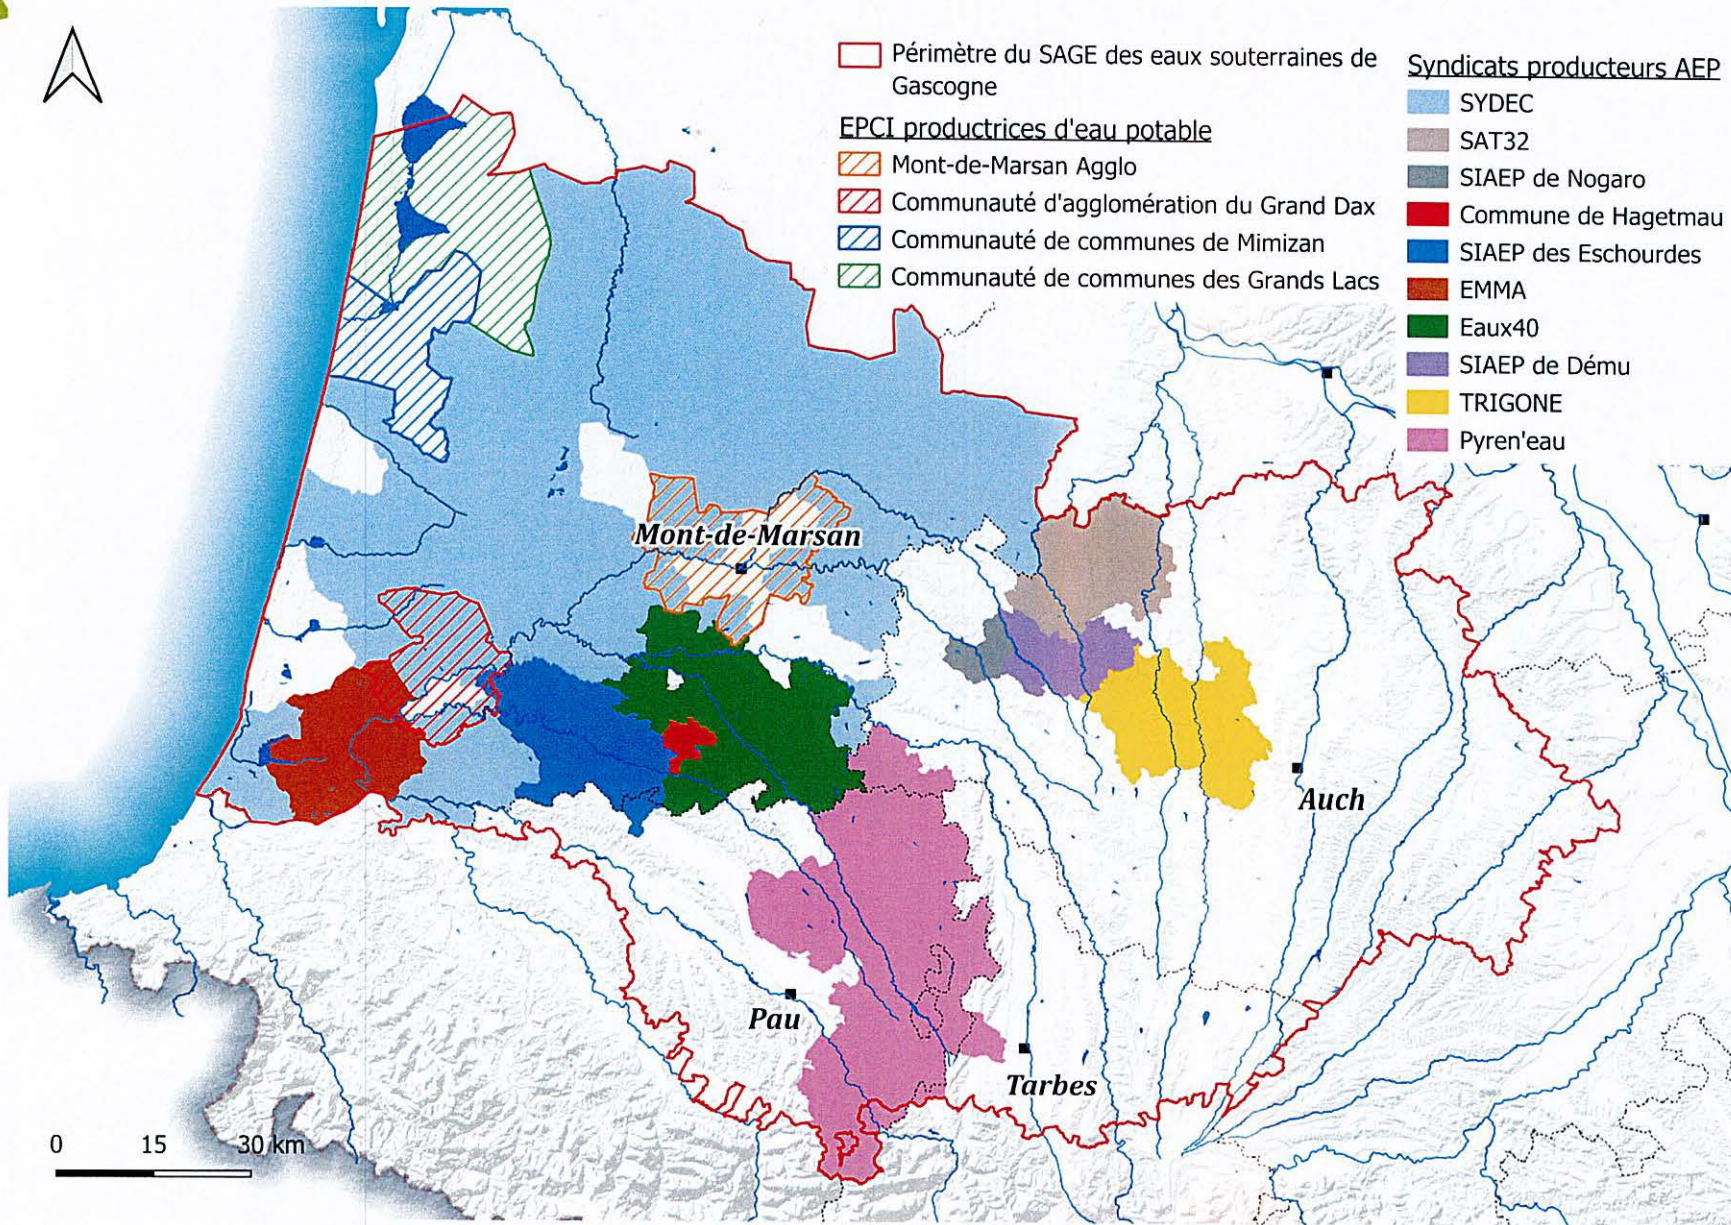 Périmètre du SAGE des eaux souterraines de
Gascogne
EPCI productrices d'eau potable
Mont-de-Marsan Agglo
Communauté d'agglomération du Grand Dax
Communauté de communes de Mimizan
Communauté de communes des Grands Lacs
Syndicats producteurs AEP
SYDEC
SAT32
SIAEP de Nogaro
Commune de Hagetmau
SIAEP des Eschourdes
EMMA
Eaux40
SIAEP de Dému
TRIGONE
Pyren'eau
Mont-de-Marsan
Auch
Pau
Tarbes
0 15 30 km